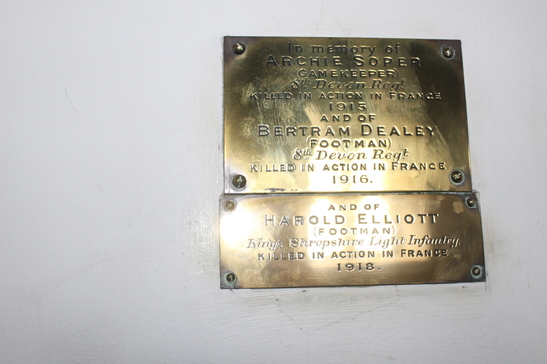 In memory of
ARCHIE SOPER
GAMEKEEPER
8th Devon Regt
KILLED IN ACTION IN FRANCE
1915
AND OF
BERTRAM DEALEY
(FOOTMAN)
8th Devon Regt
KILLED IN ACTION IN FRANCE
1916.
AND OF
HAROLD ELLIOTT
(FOOTMAN)
Kings Shropshire Light Infantry
KILLED IN ACTION IN FRANCE
1918.